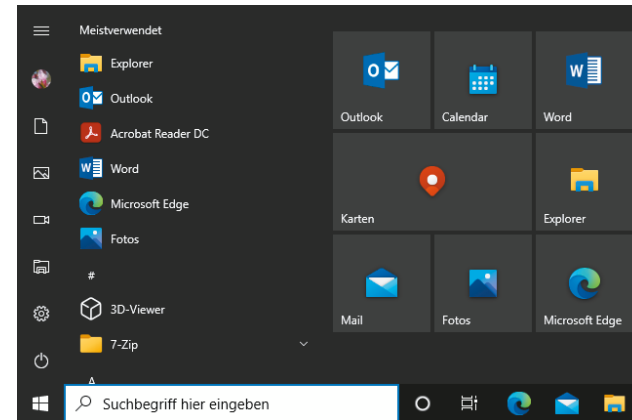 Meistverwendet
Explorer
Outlook
Acrobat Reader DC
Word
Microsoft Edge
Fotos
#
3D-Viewer
7-Zip
A
Outlook
Calendar
Word
Karten
Explorer
Mail
Fotos
Microsoft Edge
Suchbegriff hier eingeben